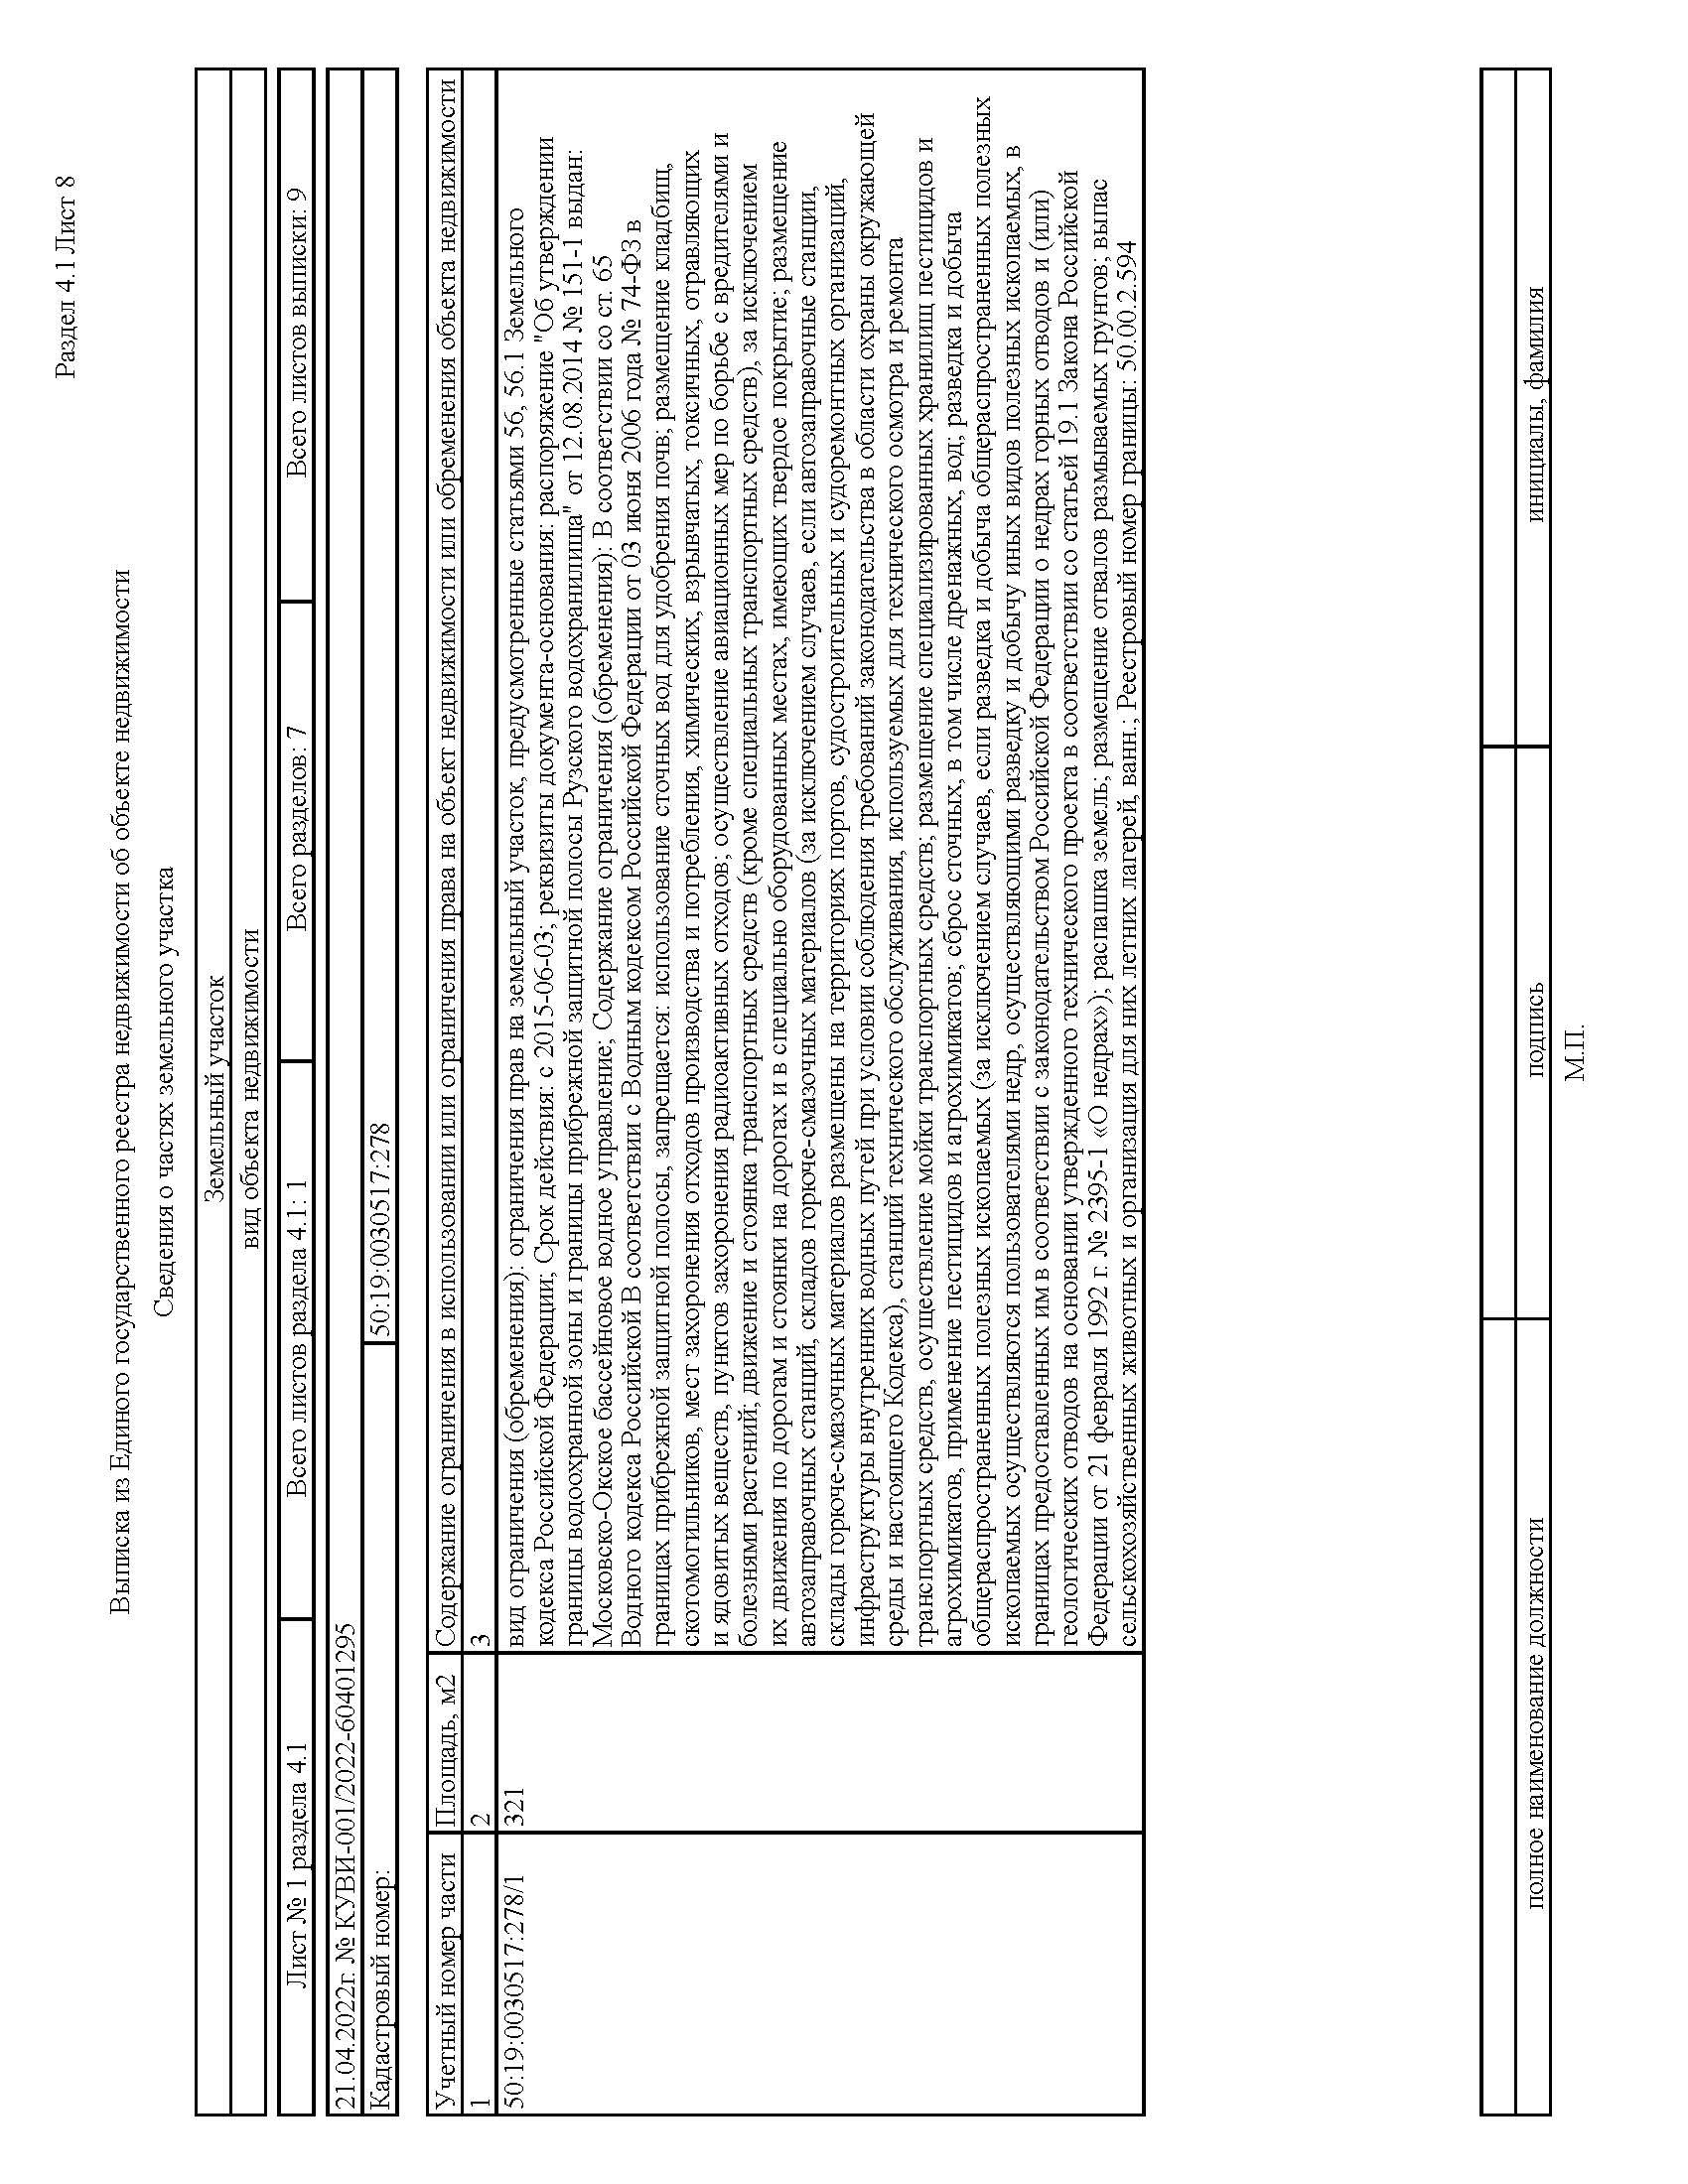 Раздел 4.1 Лист 8
Выписка из Единого государственного реестра недвижимости об объекте недвижимости
Сведения о частях земельного участка
Земельный участок
вид объекта недвижимости
Лист № 1 раздела 4.1
Всего листов раздела 4.1: 1
Всего разделов: 7
Всего листов выписки: 9
21.04.2022г. № КУВИ-001/2022-60401295
Кадастровый номер:
50:19:0030517:278
Учетный номер части
Площадь, м2
Содержание ограничения в использовании или ограничения права на объект недвижимости или обременения объекта недвижимости
1
2
3
50:19:0030517:278/1
321
вид ограничения (обременения): ограничения прав на земельный участок, предусмотренные статьями 56, 56.1 Земельного
кодекса Российской Федерации; Срок действия: с 2015-06-03; реквизиты документа-основания: распоряжение "Об утверждении
границы водоохранной зоны и границы прибрежной защитной полосы Рузского водохранилища" от 12.08.2014 № 151-1 выдан:
Московско-Окское бассейновое водное управление; Содержание ограничения (обременения): В соответствии со ст. 65
Водного кодекса Российской В соответствии с Водным кодексом Российской Федерации от 03 июня 2006 года № 74-ФЗ в
границах прибрежной защитной полосы, запрещается: использование сточных вод для удобрения почв; размещение кладбищ,
скотомогильников, мест захоронения отходов производства и потребления, химических, взрывчатых, токсичных, отравляющих
и ядовитых веществ, пунктов захоронения радиоактивных отходов; осуществление авиационных мер по борьбе с вредителями и
болезнями растений; движение и стоянка транспортных средств (кроме специальных транспортных средств), за исключением
их движения по дорогам и стоянки на дорогах и в специально оборудованных местах, имеющих твердое покрытие; размещение
автозаправочных станций, складов горюче-смазочных материалов (за исключением случаев, если автозаправочные станции,
склады горюче-смазочных материалов размещены на территориях портов, судостроительных и судоремонтных организаций,
инфраструктуры внутренних водных путей при условии соблюдения требований законодательства в области охраны окружающей
среды и настоящего Кодекса), станций технического обслуживания, используемых для технического осмотра и ремонта
транспортных средств, осуществление мойки транспортных средств; размещение специализированных хранилищ пестицидов и
агрохимикатов, применение пестицидов и агрохимикатов; сброс сточных, в том числе дренажных, вод; разведка и добыча
общераспространенных полезных ископаемых (за исключением случаев, если разведка и добыча общераспространенных полезных
ископаемых осуществляются пользователями недр, осуществляющими разведку и добычу иных видов полезных ископаемых, в
границах предоставленных им в соответствии с законодательством Российской Федерации о недрах горных отводов и (или)
геологических отводов на основании утвержденного технического проекта в соответствии со статьей 19.1 Закона Российской
Федерации от 21 февраля 1992 г. № 2395-1 «О недрах»); распашка земель; размещение отвалов размываемых грунтов; выпас
сельскохозяйственных животных и организация для них летних лагерей, ванн.; Реестровый номер границы: 50.00.2.594
полное наименование должности
подпись
инициалы, фамилия
М.П.